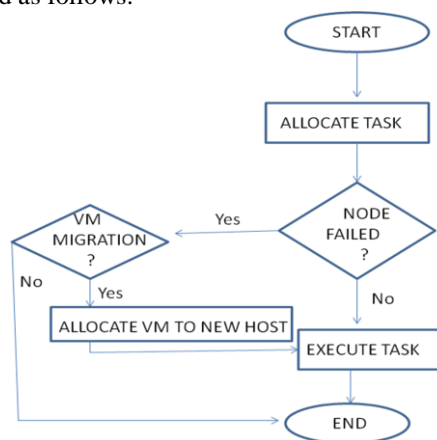 d as follows:
START
ALLOCATE TASK
NODE
FAILED
?
Yes
VM
MIGRATION
?
No
Yes
No
ALLOCATE VM TO NEW HOST
EXECUTE TASK
END